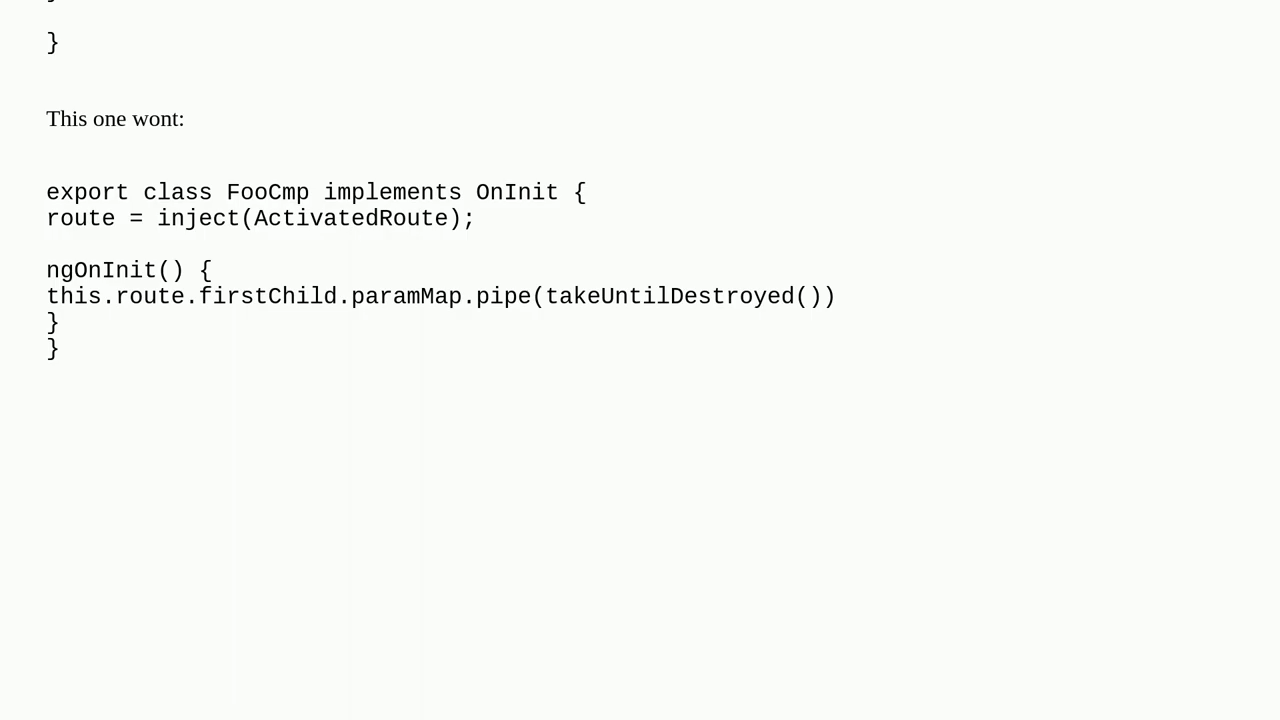 }
}
This one wont:
export class FooCmp implements OnInit {
route = inject(ActivatedRoute);
ngOnInit() {
this.route.firstChild.paramMap.pipe(takeUntilDestroyed())
}
}